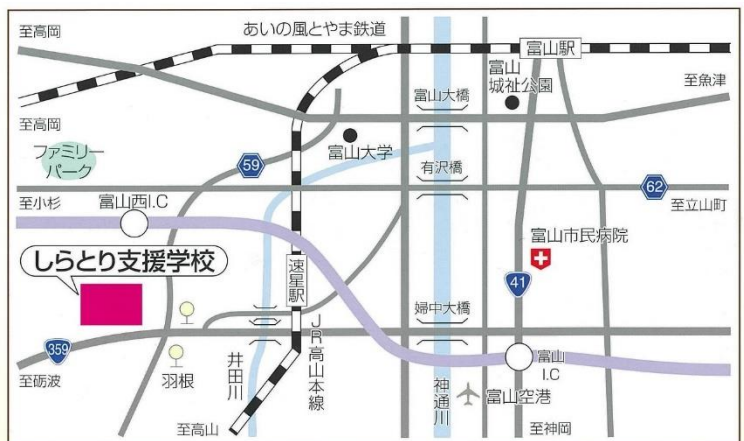 至高岡
あいの風とやま鉄道
富山駅
富山
城祉公園
至魚津
富山大橋
至高岡
富山大学
ファミリー
パーク
59
有沢橋
62
至小杉
富山西I.C
至立山町
富山市民病院
しらとり支援学校
速星駅
41
婦中大橋
359
JR高山本線
井田川
羽根
富山
I.C
至砺波
神通川
富山空港
至高山
至神岡